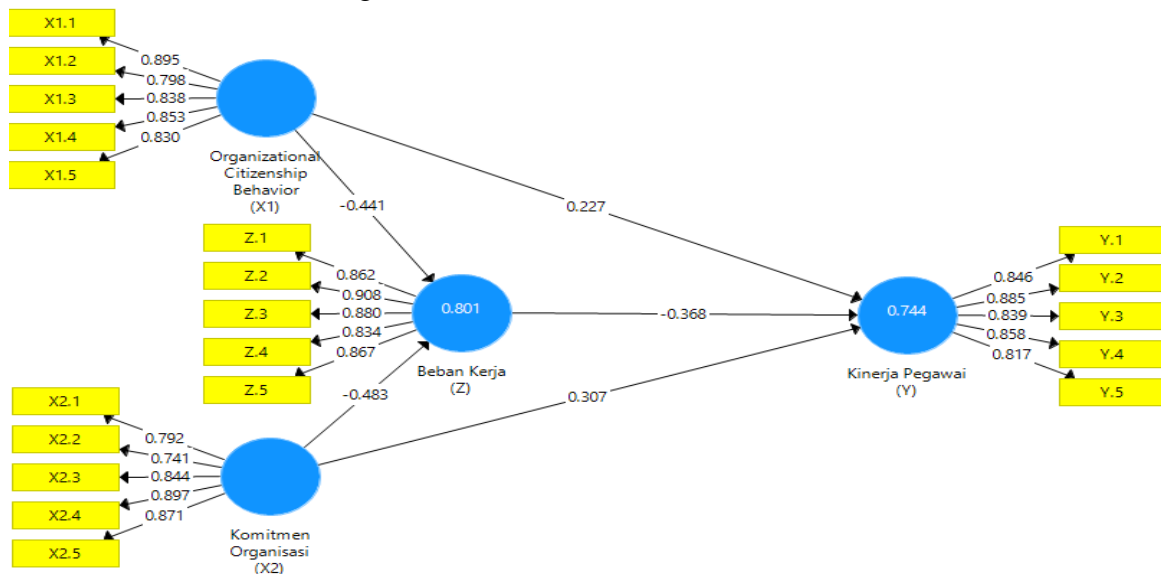 X1.1
X1.2
X1.3
X1.4
X1.5
0.895
0.798
0.838
0.853
0.830
Organizational
Citizenship
Behavior
(X1)
-0.441
0.227
Z.1
Z.2
Z.3
Z.4
Z.5
0.862
0.908
0.880
0.834
0.867
0.801
Beban Kerja
(Z)
-0.368
0.744
Kinerja Pegawai
(Y)
0.846
0.885
0.839
0.858
0.817
Y.1
Y.2
Y.3
Y.4
Y.5
-0.483
0.307
X2.1
X2.2
X2.3
X2.4
X2.5
0.792
0.741
0.844
0.897
0.871
Komitmen
Organisasi
(X2)